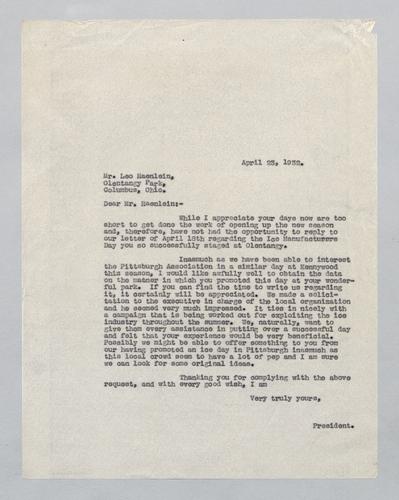 April 23, 1932.
Mr. Leo Haenlein,
Olentangy Park,
Columbus, Ohio.
Dear Mr. Haenlein:-
While I appreciate your days now are too
short to get done the work of opening up the new season
and, therefore, have not had the opportunity to reply to
our letter of April 18th regarding the Ice Manufacturers
Day you so successfully staged at Olentangy.
Inasmuch as we have been able to interest
the Pittsburgh Association in a similar day at Kennywood
this season, I would like awfully well to obtain the data
on the manner in which you promoted this day at your wonder-
ful park. If you can find the time to write us regarding
it, it certainly will be appreciated. We made a solici-
tation to the executive in charge of the local organization
and he seemed very much impressed. It ties in nicely with
a campaign that is being worked out for exploiting the ice
industry throughout the summer. We, naturally, want to
give them every assistance in putting over a successful day
and felt that your experience would be very beneficial.
Possibly we might be able to offer something to you from
our having promoted an ice day in Pittsburgh inasmuch as
this local crowd seem to have a lot of pep and I am sure
we can look for some original ideas.
Thanking you for complying with the above
request, and with every good wish, I am
Very truly yours,
President.